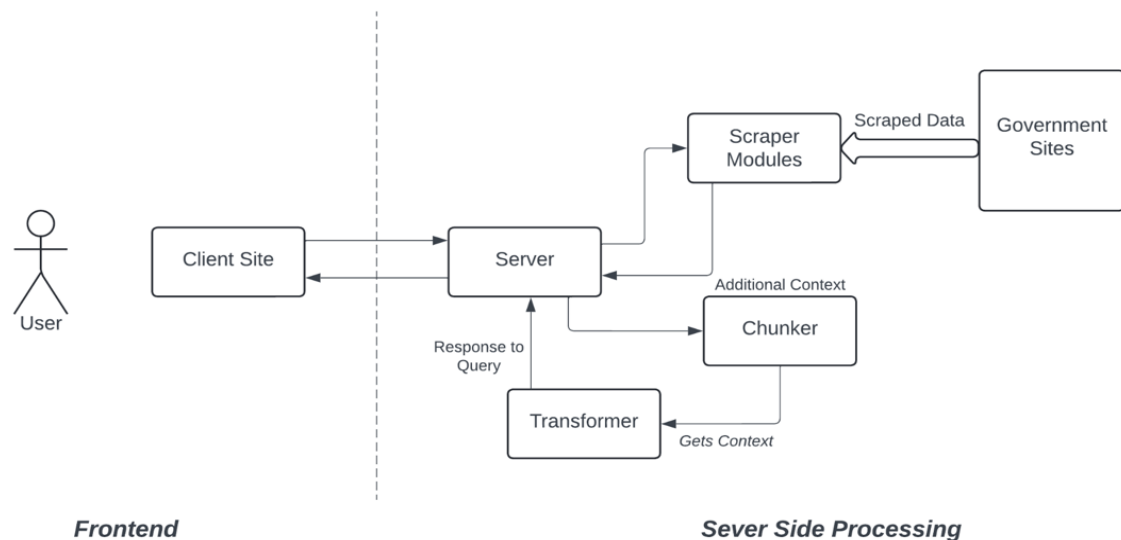 Scraped Data
Government
Sites
Scraper
Modules
User
Client Site
Server
Additional Context
Chunker
Response to
Query
Transformer
Gets Context
Frontend
Sever Side Processing